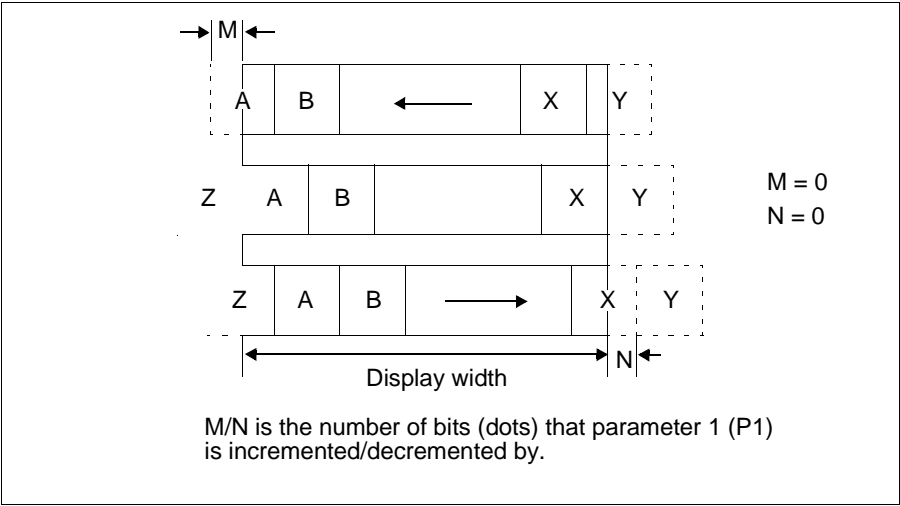 M
A B X Y
Z A B X Y
M = 0
N = 0
Z A B X Y
N
Display width
M/N is the number of bits (dots) that parameter 1 (P1)
is incremented/decremented by.